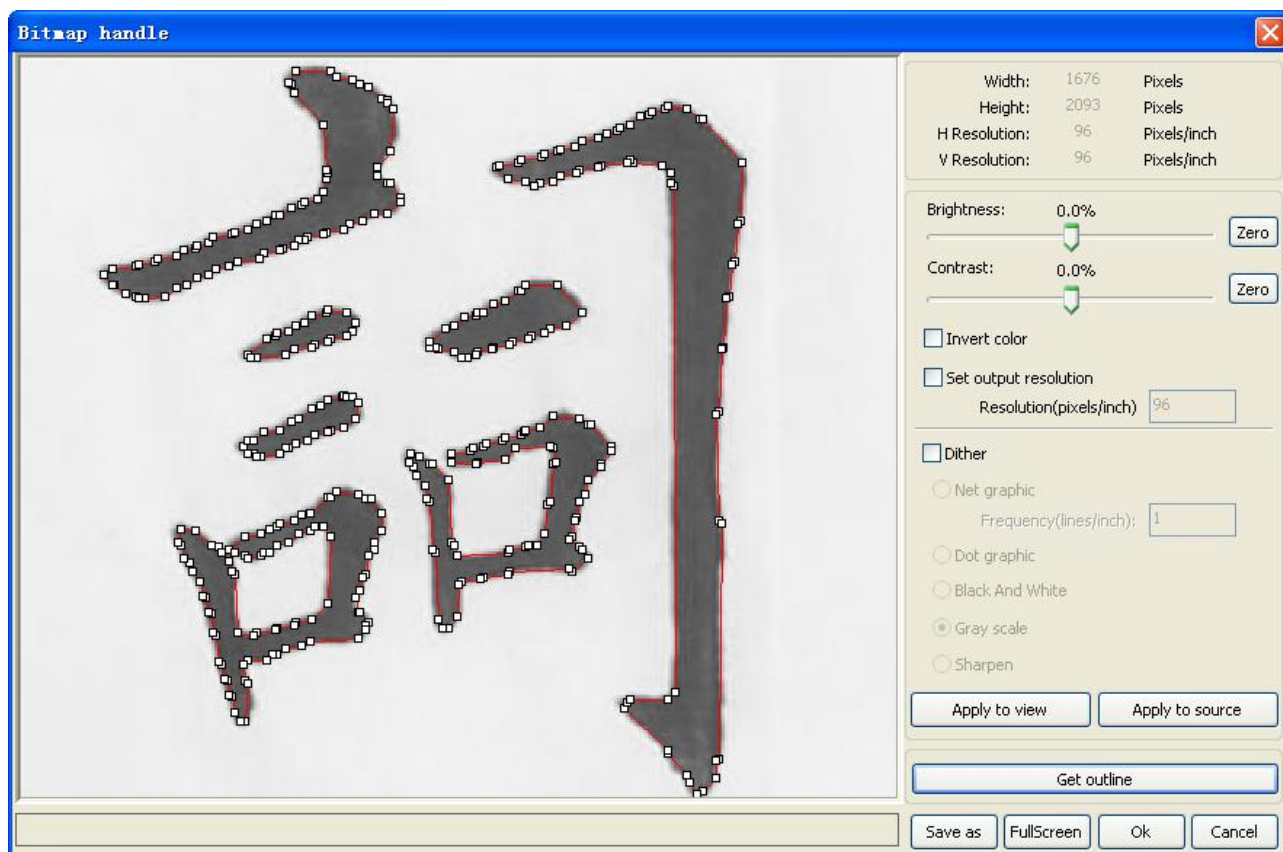 Bitmap handle
詞
Width: 1676 Pixels
Height: 2093 Pixels
H Resolution: 96 Pixels/inch
V Resolution: 96 Pixels/inch
Brightness: 0.0%
Zero
Contrast: 0.0%
Zero
Invert color
Set output resolution
Resolution(pixels/inch) 96
Dither
Net graphic
Frequency(lines/inch): 1
Dot graphic
Black And White
Gray scale
Sharpen
Apply to view Apply to source
Get outline
Save as FullScreen Ok Cancel